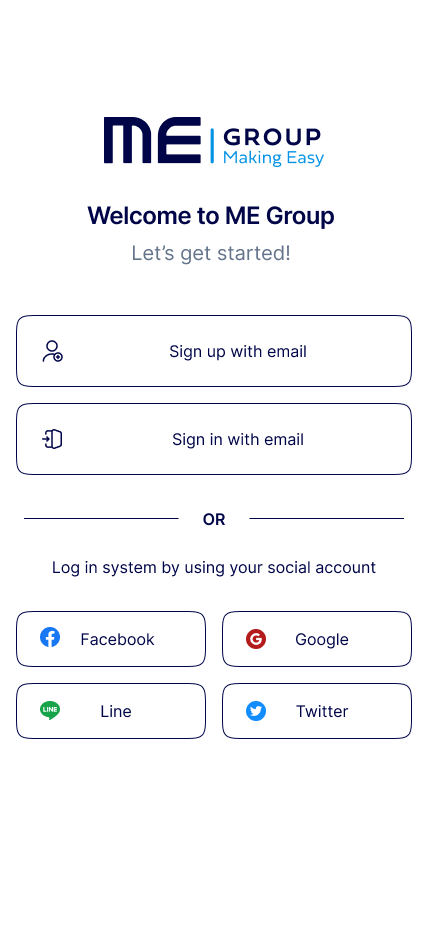 ME GROUP
Making Easy
Welcome to ME Group
Let’s get started!
Sign up with email
Sign in with email
OR
Log in system by using your social account
Facebook
Google
LINE
Line
Twitter